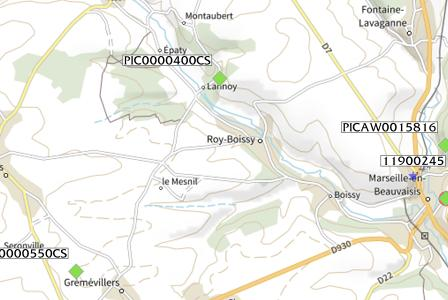 Montaubert
Fontaine-
Lavaganne
Épaty
PIC0000400CS
Lannoy
D7
PICAW0015816
Roy-Boissy
11900245
Marseille-en-
Beauvaisis
le Mesnil
Boissy
Seronville
0000550CS
D930
Gremévillers
D22